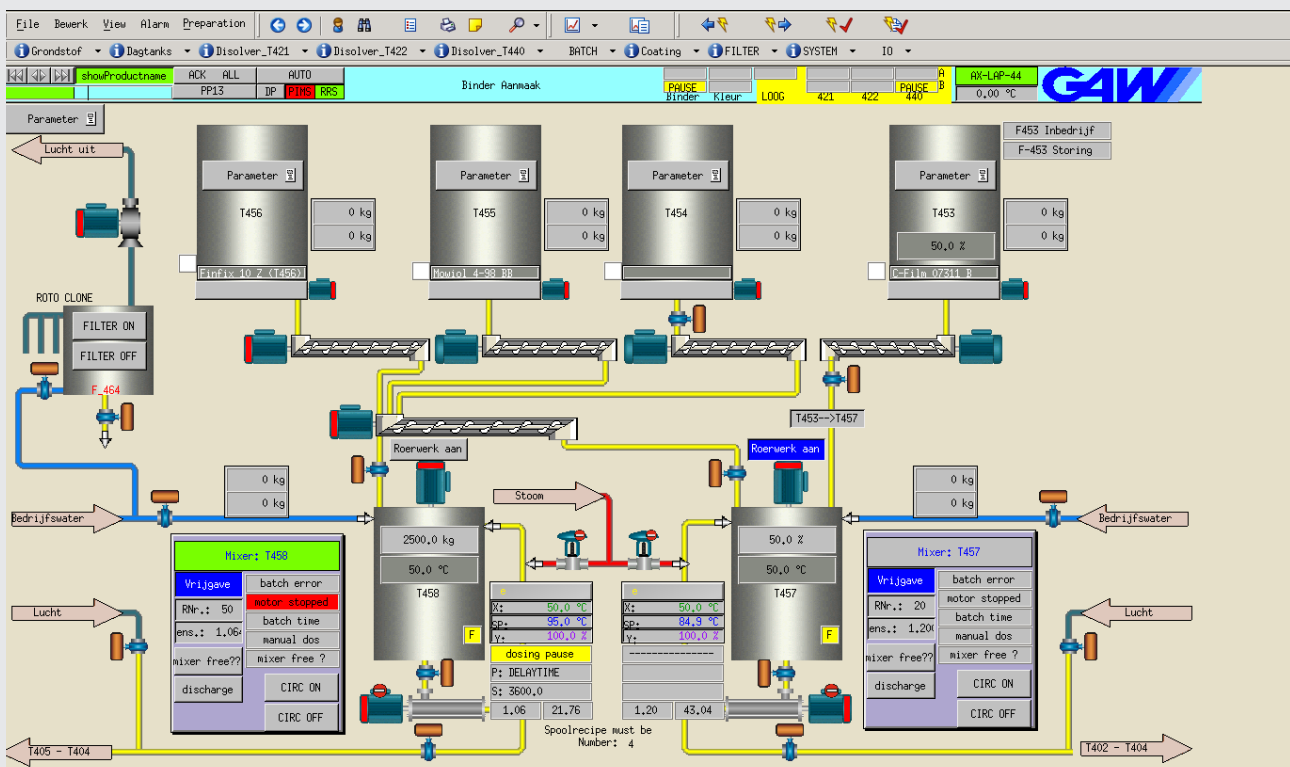 File Bewerk View Alarm Preparation
Grondstof Dagtanks Disolver_T421 Disolver_T422 Disolver_T440 BATCH Coating FILTER SYSTEM IO
showProductname ACK ALL AUTO
PP13 DP PIMS RRS
Binder Aanmaak
PAUSE PAUSE A
B
Binder Kleur LOOG 421 422 440
AX-LAP-44
0.00 °C
GAW
Parameter
Lucht uit
F453 Inbedrijf
F-453 Storing
Parameter Parameter Parameter Parameter
T456 T455 T454 T453
0 kg 0 kg 0 kg 0 kg
0 kg 0 kg 0 kg 0 kg
50.0 %
Finfix 10 Z (T456) Mowiol 4-98 BB C-Film 07311 B
ROTO CLONE
FILTER ON
FILTER OFF
F_464
T453-->T457
Roerwerk aan Roerwerk aan
0 kg 0 kg
0 kg 0 kg
Stoom
Bedrijfswater Bedrijfswater
Mixer: T458
Vrijgave batch error
RNr.: 50 motor stopped
batch time
ens.: 1.06
manual dos
mixer free?? mixer free ?
discharge CIRC ON
CIRC OFF
2500.0 kg
50.0 °C
T458
F
e
X: 50.0 °C
SP: 95.0 °C
Y: 100.0 %
dosing pause
P: DELAYTIME
S: 3600.0
1.06 21.76
e
X: 50.0 °C
SP: 84.9 °C
Y: 100.0 %
---------------
1.20 43.04
50.0 %
50.0 °C
T457
F
Mixer: T457
Vrijgave batch error
RNr.: 20 motor stopped
batch time
ens.: 1.20
manual dos
mixer free?? mixer free ?
discharge CIRC ON
CIRC OFF
Lucht Lucht
Spoolrecipe must be
Number: 4
T405 - T404 T402 - T404